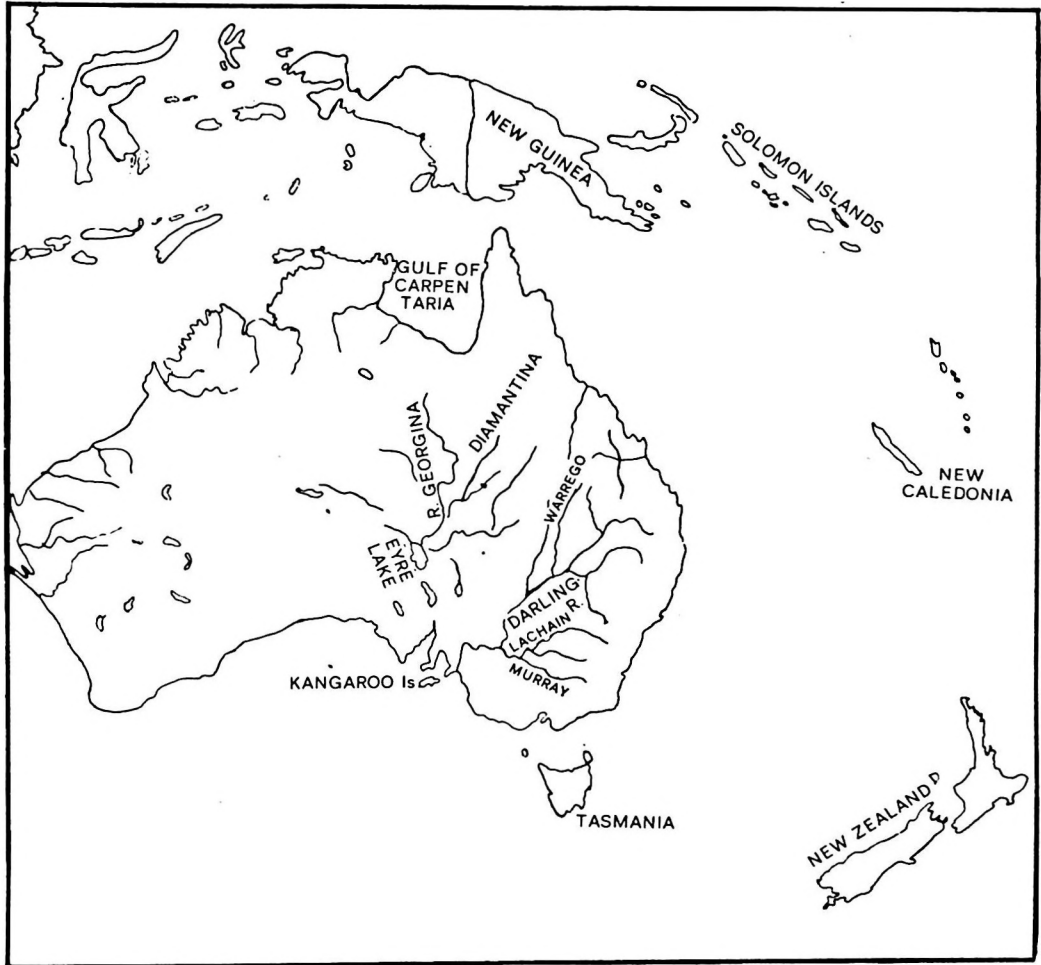 NEW GUINEA
SOLOMON ISLANDS
GULF OF
CARPEN
TARIA
DIAMANTINA
R. GEORGINA
WARREGO
NEW
CALEDONIA
EYRE
LAKE
DARLING
R.
LACHAIN
MURRAY
KANGAROO Is
TASMANIA
NEW ZEALAND D